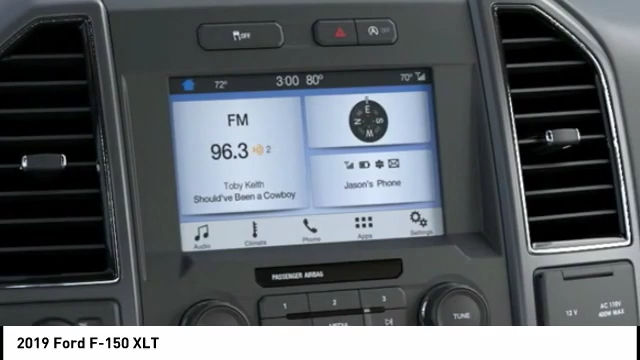 OFF
OFF
72° 3:00 80° 70°
FM
96.3 2
Toby Keith
Should've Been a Cowboy
E
N S
W
Jason's Phone
Audio Climate Phone Apps Settings
PASSENGER AIRBAG
1 2 3
MEDIA
TUNE
12 V
AC 110V
400W MAX
2019 Ford F-150 XLT